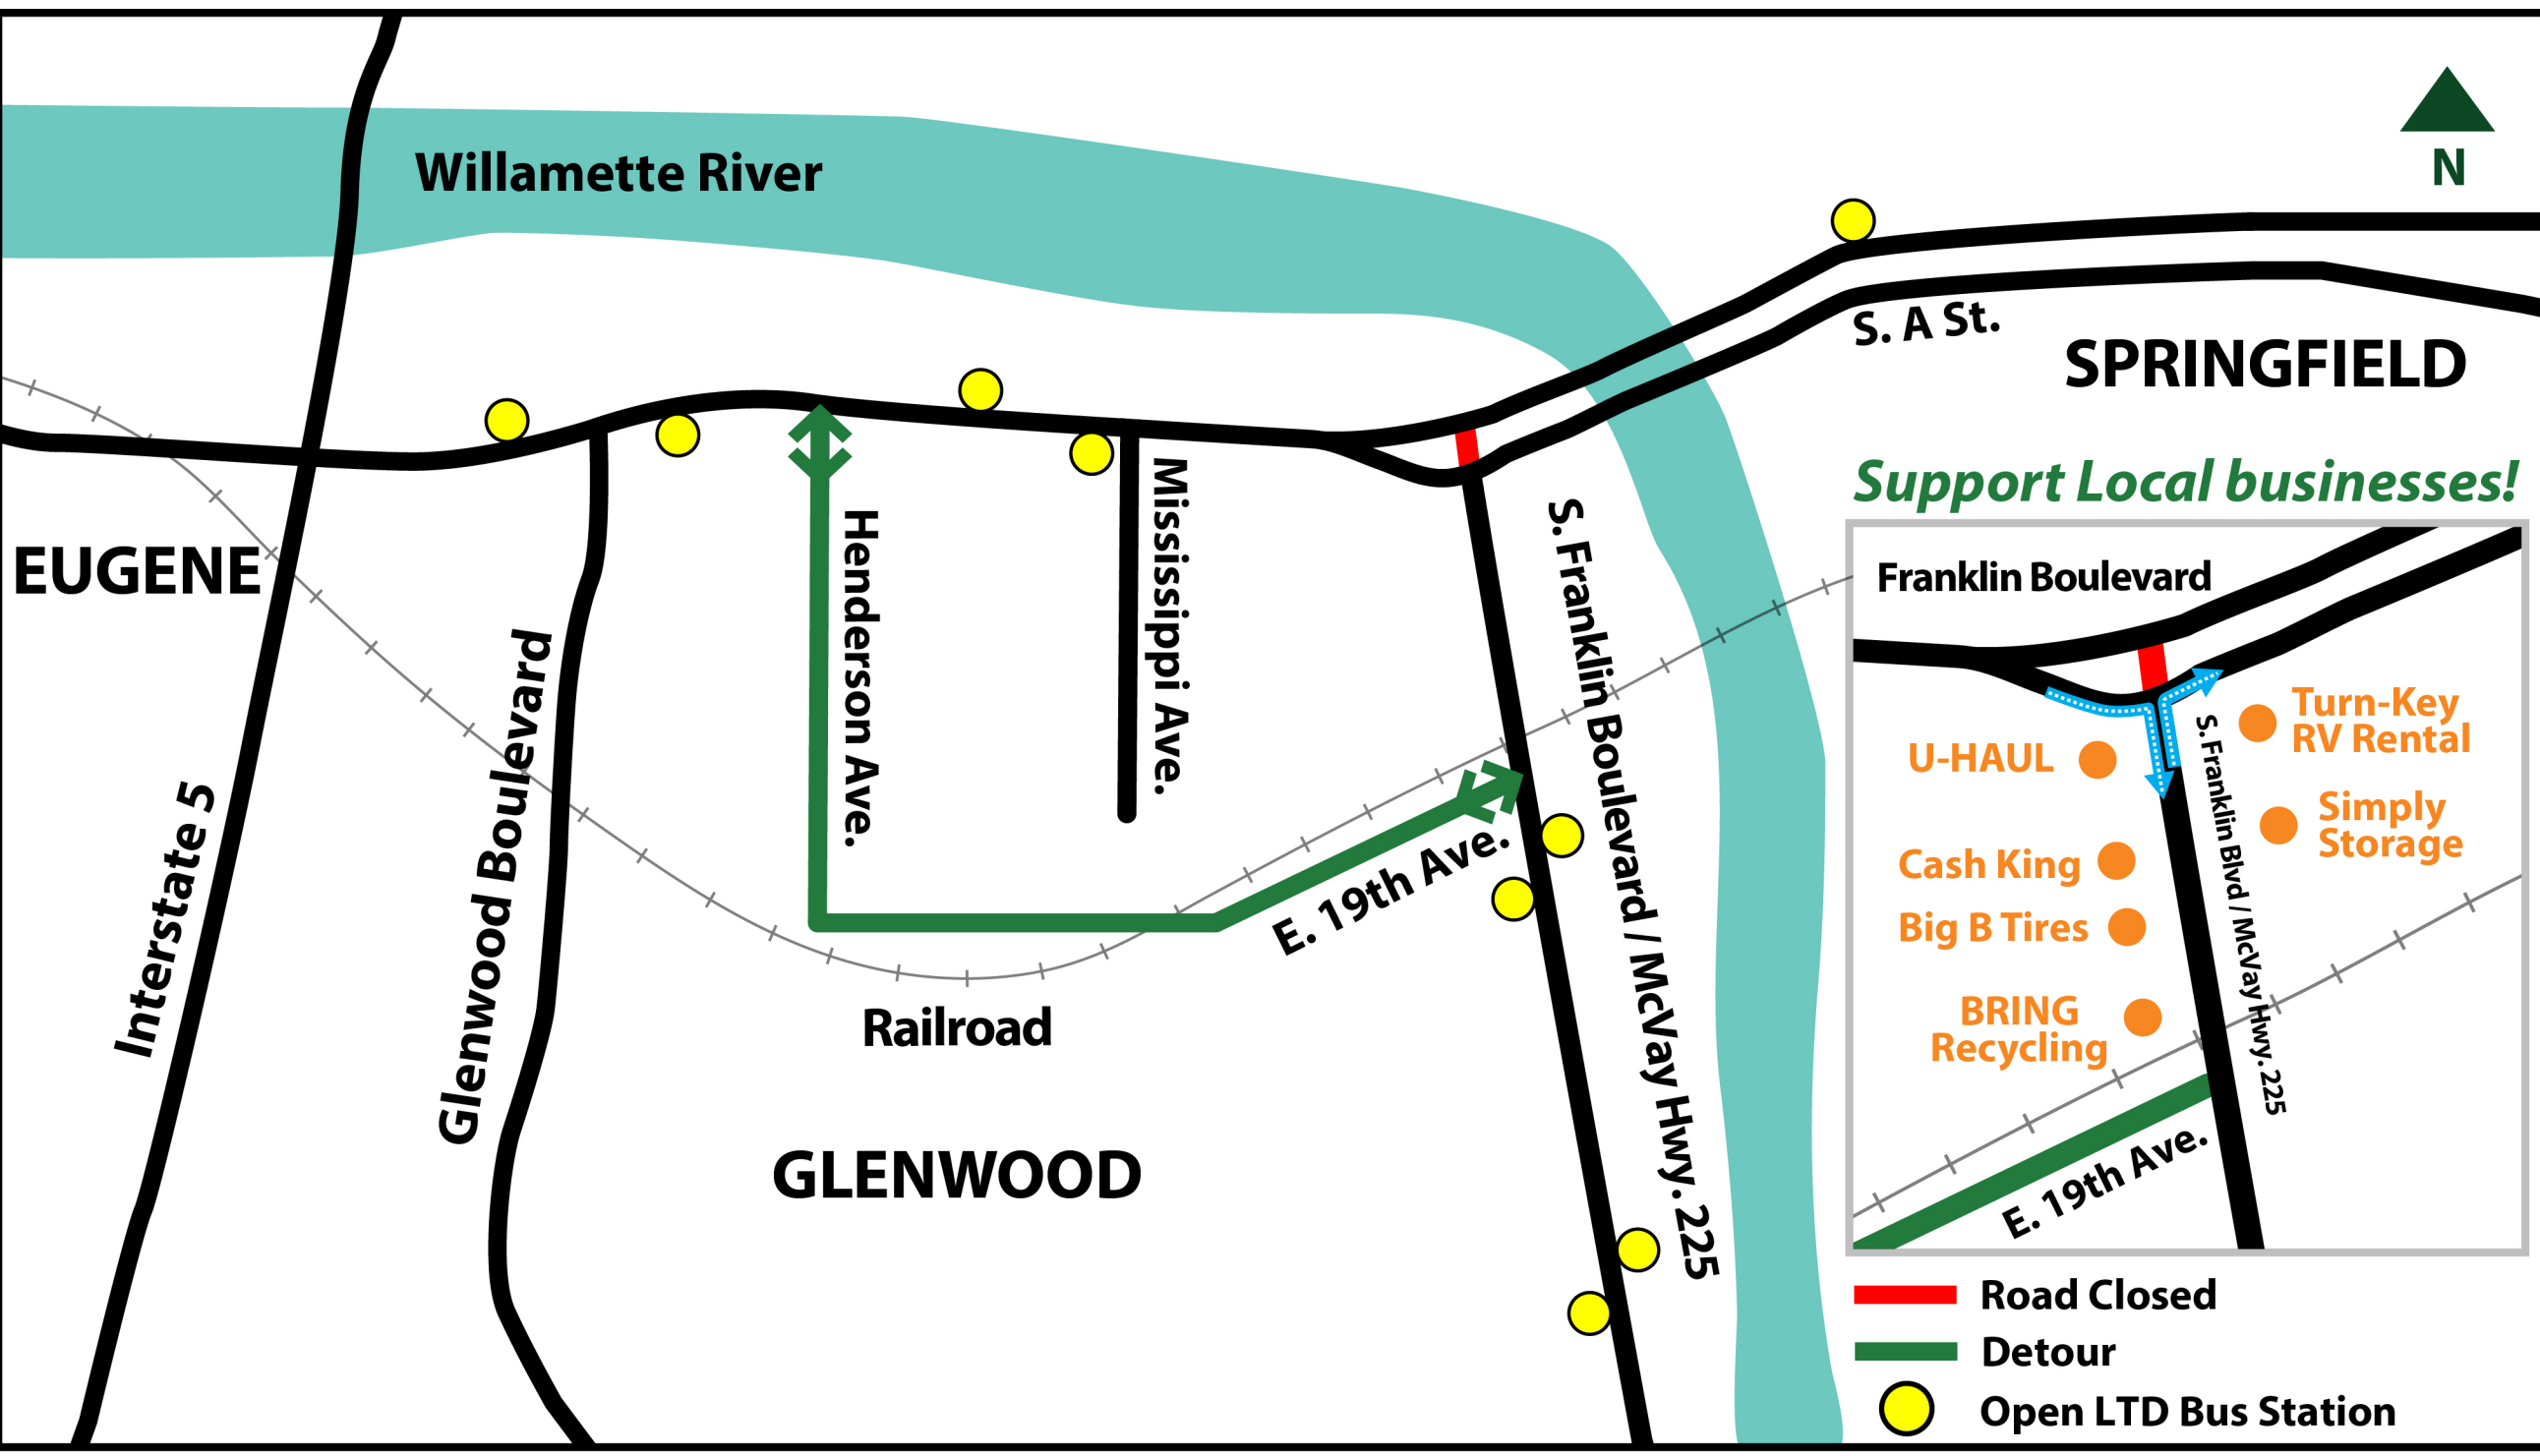 Willamette River
N
S. A St.
SPRINGFIELD
EUGENE
Interstate 5
Glenwood Boulevard
Henderson Ave.
Mississippi Ave.
S. Franklin Boulevard / McVay Hwy. 225
E. 19th Ave.
Railroad
GLENWOOD
Support Local businesses!
Franklin Boulevard
Turn-Key
RV Rental
U-HAUL
Simply
Storage
Cash King
Big B Tires
BRING
Recycling
S. Franklin Blvd / McVay Hwy. 225
E. 19th Ave.
Road Closed
Detour
Open LTD Bus Station